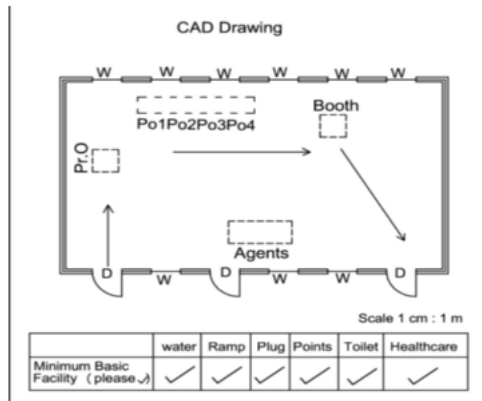 CAD Drawing
W W W W W W
Booth
Po1Po2Po3Po4
Pr.O
Agents
D W D W W D
Scale 1 cm : 1 m
water Ramp Plug Points Toilet Healthcare
Minimum Basic
Facility ( please ✓) ✓ ✓ ✓ ✓ ✓ ✓